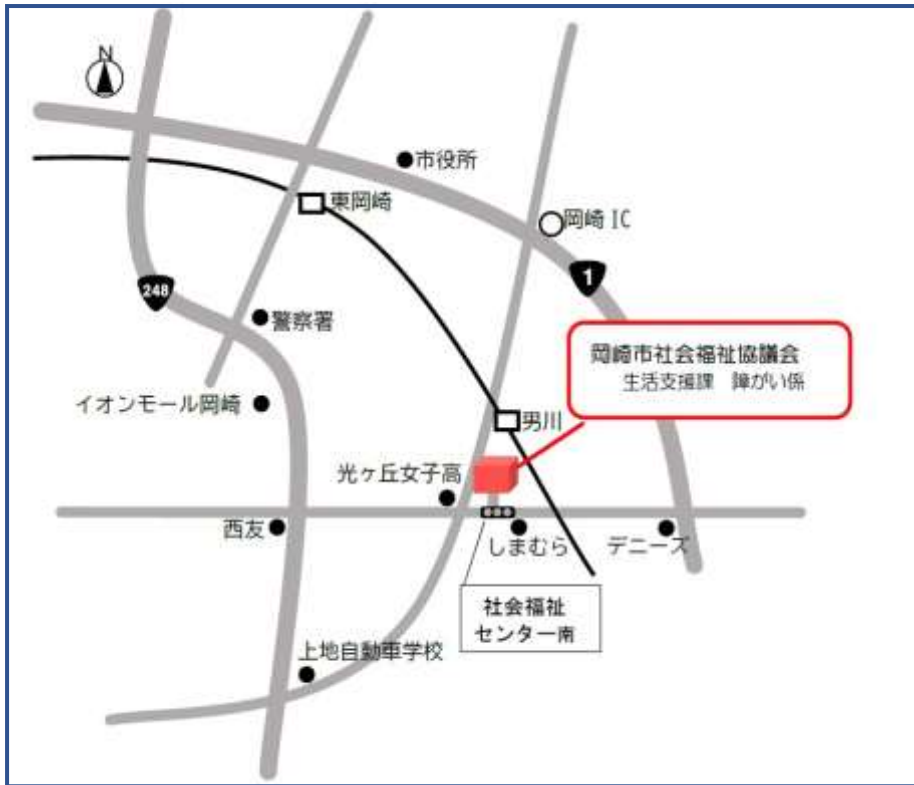 N
市役所
東岡崎
岡崎 IC
1
248
警察署
岡崎市社会福祉協議会
生活支援課 障がい係
イオンモール岡崎
男川
光ヶ丘女子高
西友
しまむら
デニーズ
社会福祉
センター南
上地自動車学校